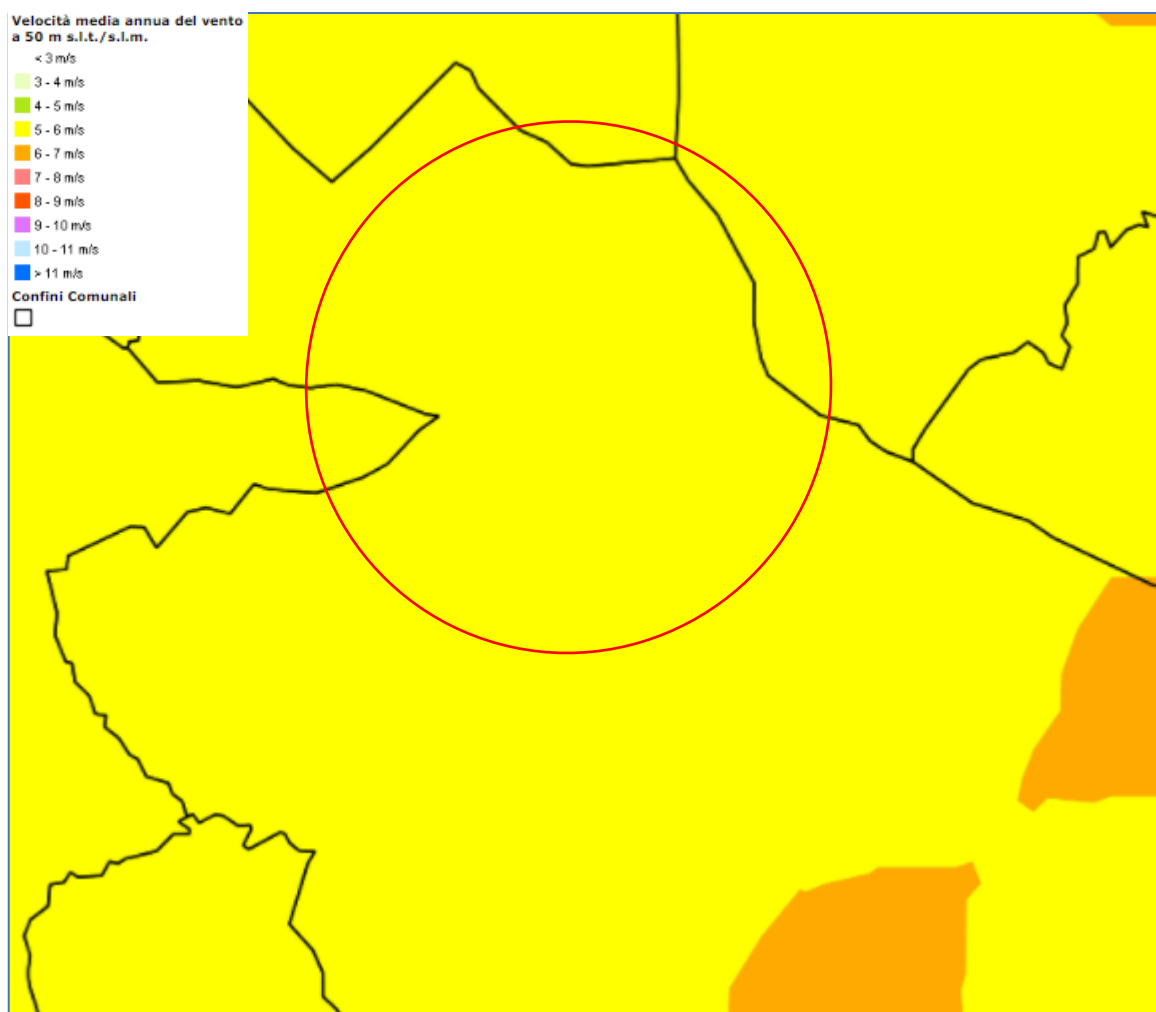 Velocità media annua del vento
a 50 m s.l.t./s.l.m.
< 3 m/s
3 - 4 m/s
4 - 5 m/s
5 - 6 m/s
6 - 7 m/s
7 - 8 m/s
8 - 9 m/s
9 - 10 m/s
10 - 11 m/s
> 11 m/s
Confini Comunali